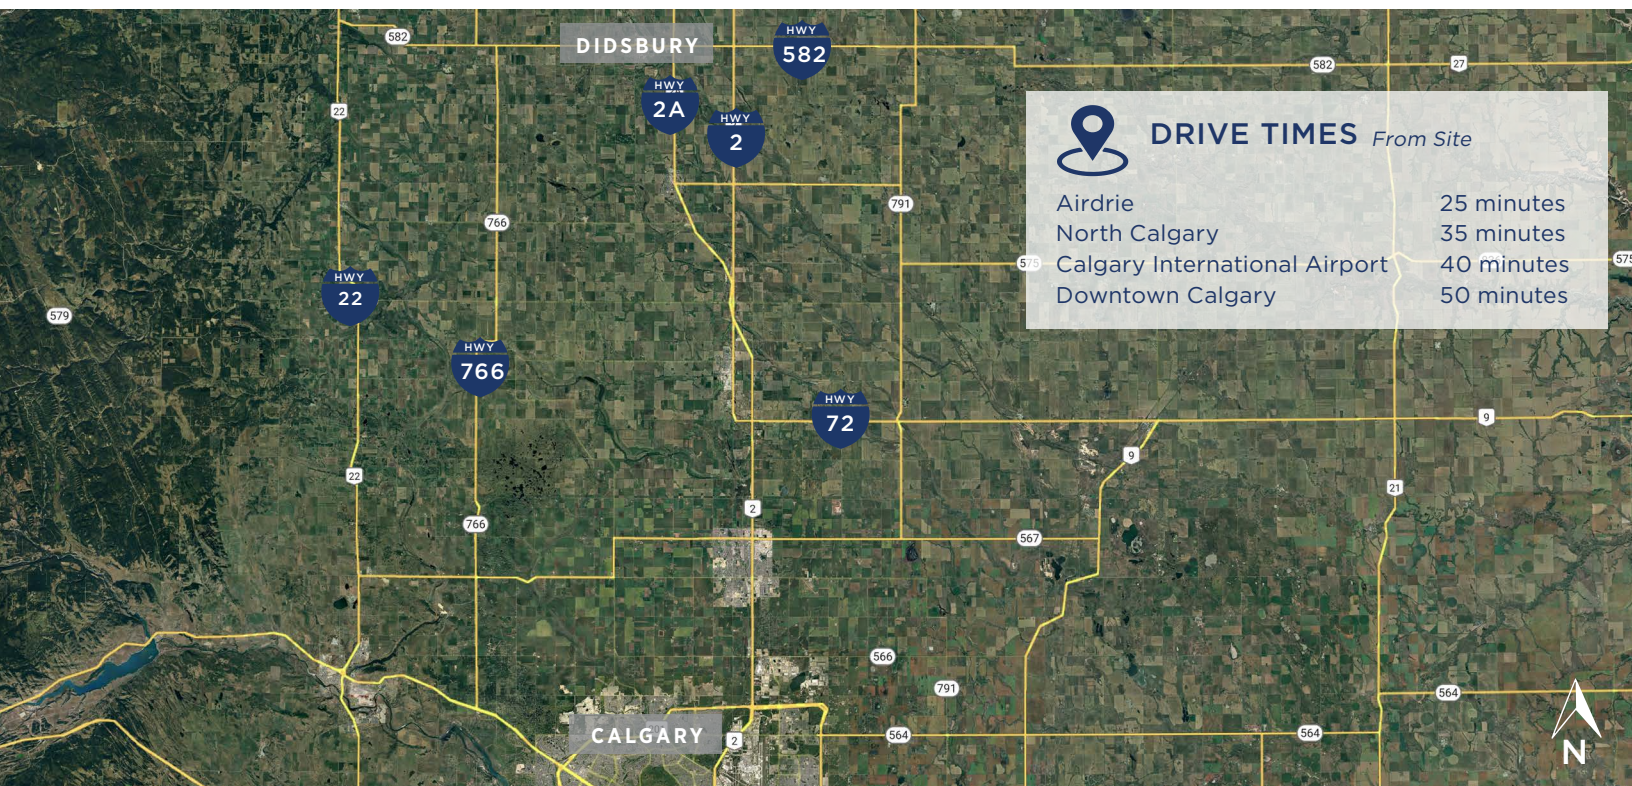 582
DIDSBURY
HWY
582
582
27
HWY
2A
22
HWY
2
DRIVE TIMES From Site
Airdrie 25 minutes
North Calgary 35 minutes
Calgary International Airport 40 minutes
Downtown Calgary 50 minutes
791
766
575
575
HWY
22
579
HWY
766
HWY
72
9
9
22
21
2
766
567
566
791
564
CALGARY
2
564
564
N